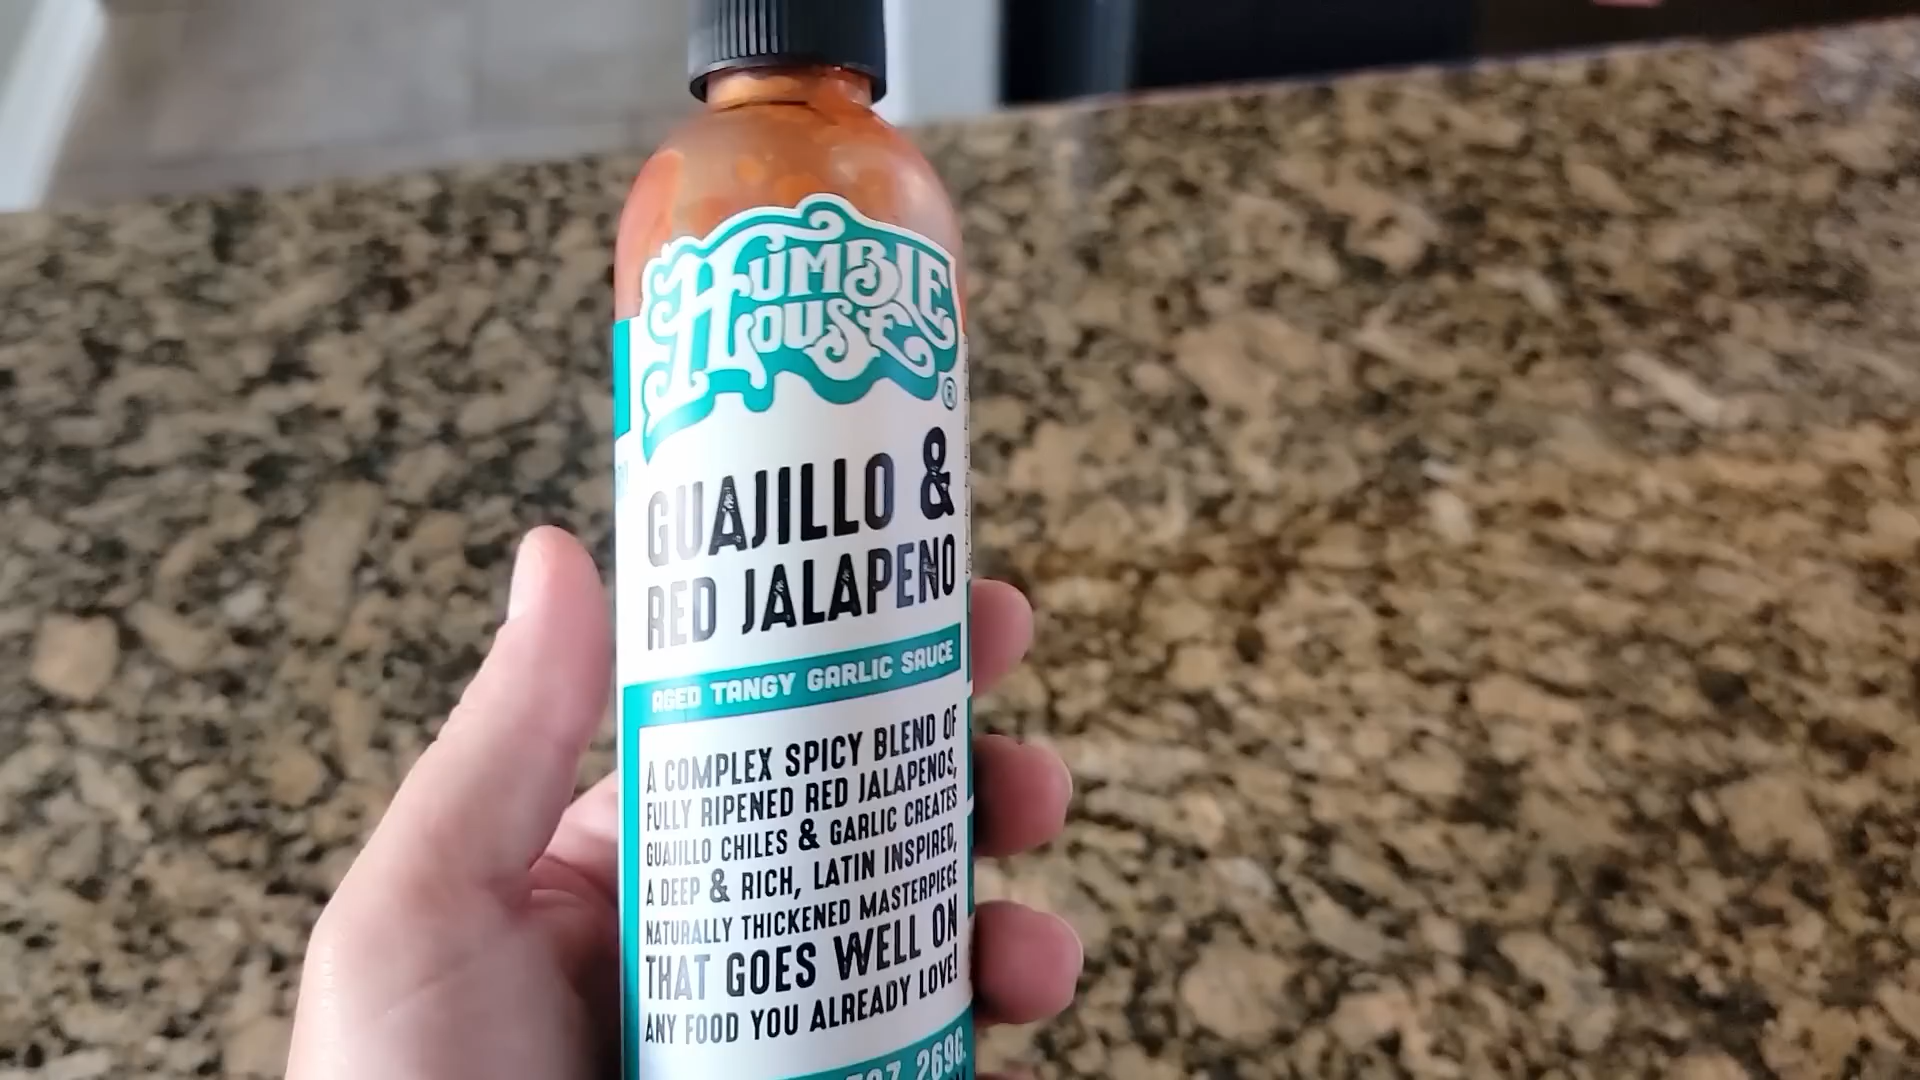 HUMBLE
HOUSE
®
GUAJILLO &
RED JALAPENO
AGED TANGY GARLIC SAUCE
A COMPLEX SPICY BLEND OF
FULLY RIPENED RED JALAPENOS,
GUAJILLO CHILES & GARLIC CREATES
A DEEP & RICH, LATIN INSPIRED,
NATURALLY THICKENED MASTERPIECE
THAT GOES WELL ON
ANY FOOD YOU ALREADY LOVE!
269G.